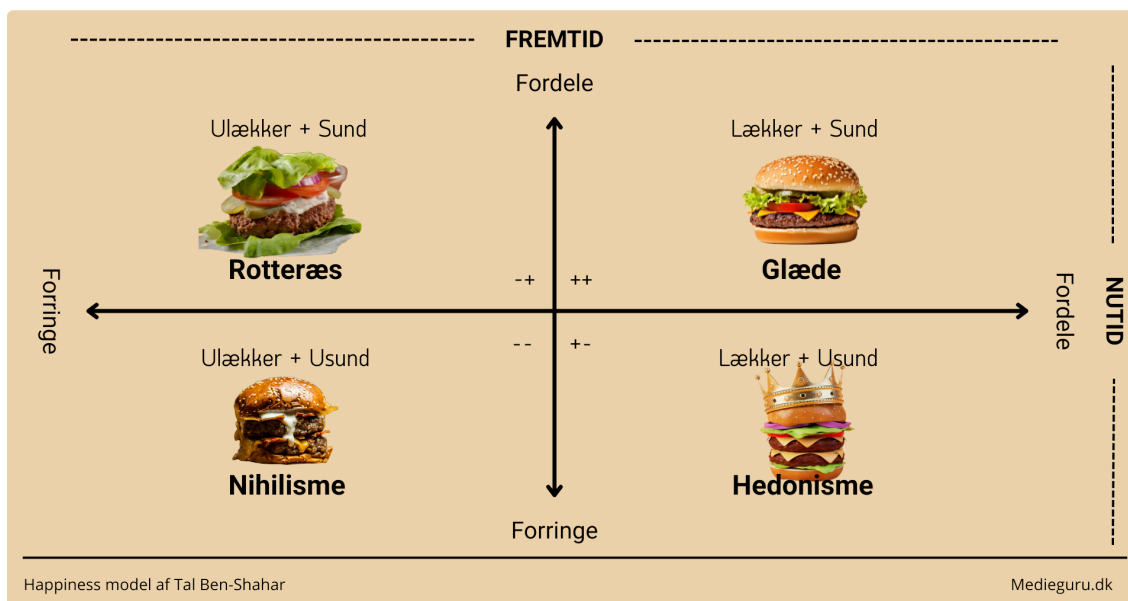 FREMTID
Fordele
Ulækker + Sund
Lækker + Sund
Rotteræs
Glæde
-+
++
Forringe
Fordele
NUTID
--
+-
Ulækker + Usund
Lækker + Usund
Nihilisme
Hedonisme
Forringe
Happiness model af Tal Ben-Shahar
Medieguru.dk